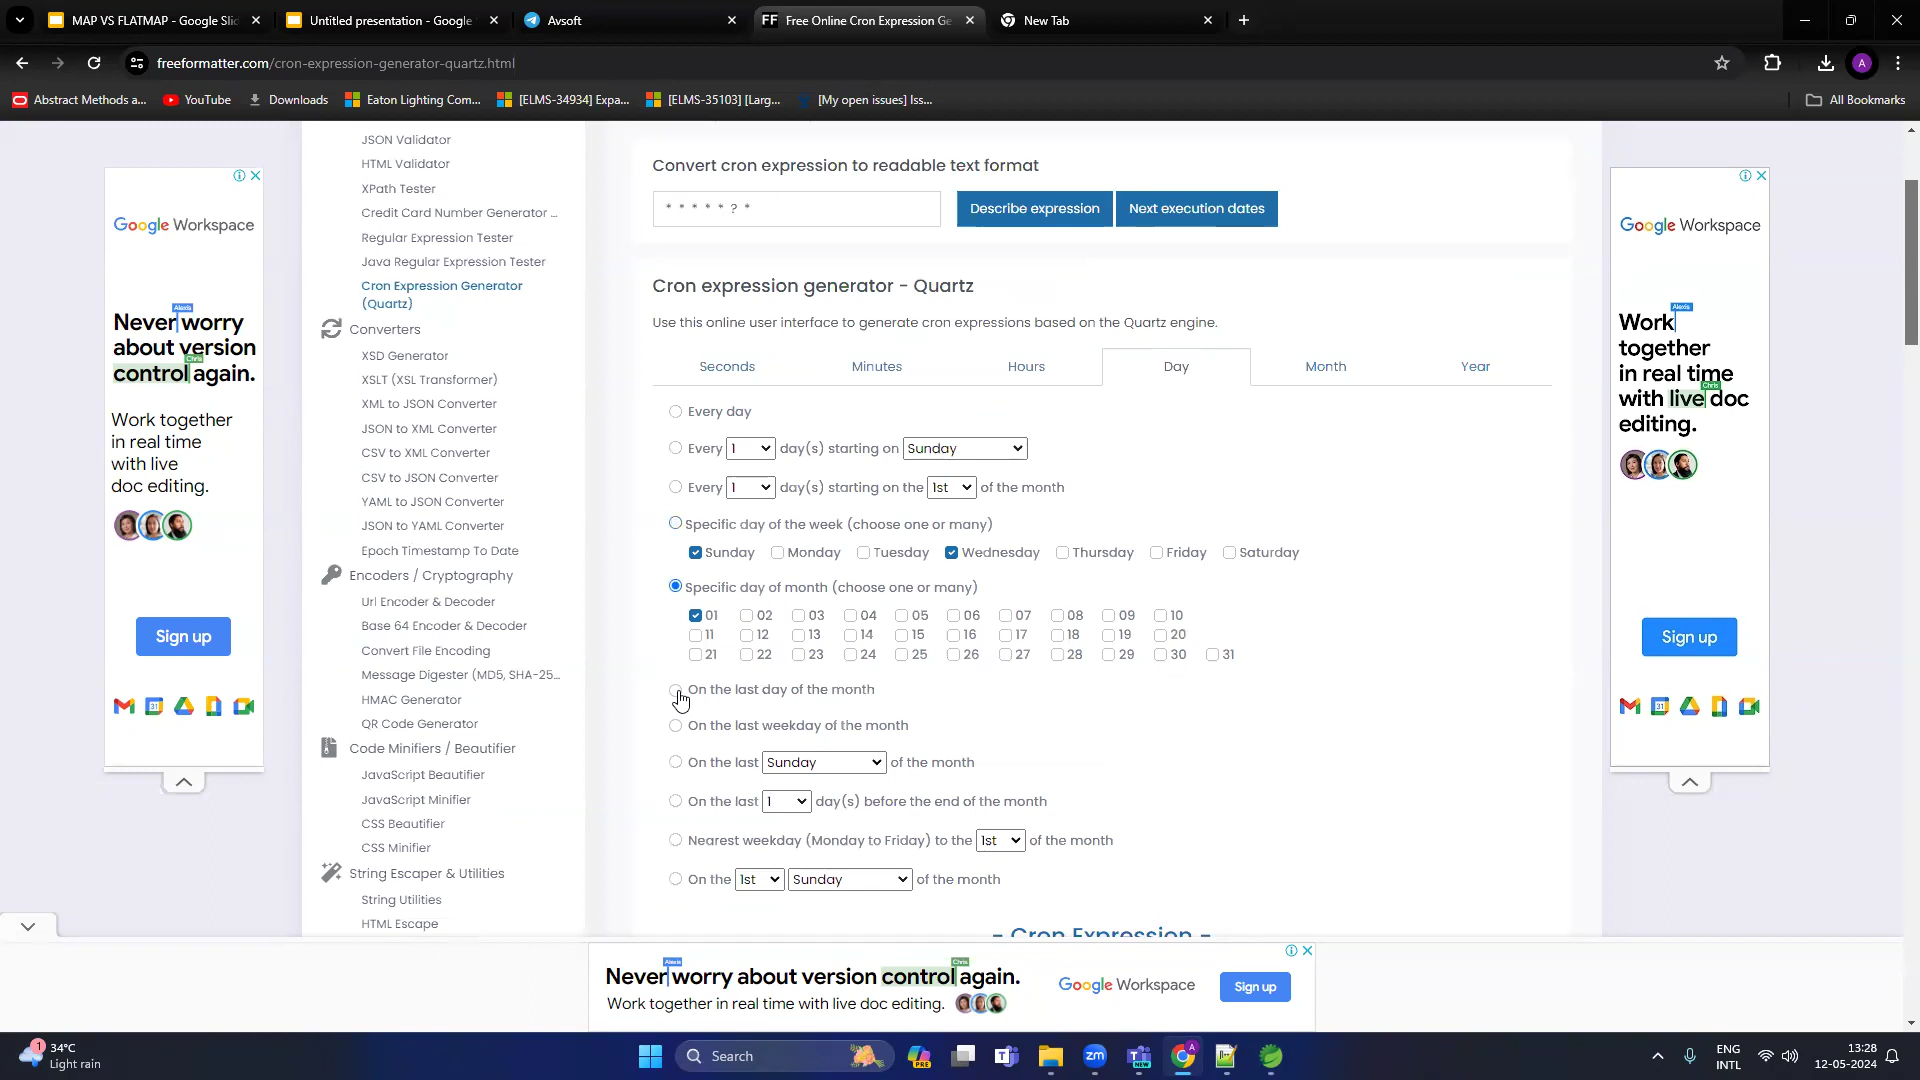 MAP VS FLATMAP - Google Slid
Untitled presentation - Google
Avsoft
Free Online Cron Expression Ge
New Tab
freeformatter.com/cron-expression-generator-quartz.html
A
Abstract Methods a...
YouTube
Downloads
Eaton Lighting Com...
[ELMS-34934] Expa...
[ELMS-35103] [Larg...
[My open issues] Iss...
All Bookmarks
Google Workspace
Alexis
Never worry
about version
Chris
control again.
Work together
in real time
with live
doc editing.
Sign up
JSON Validator
HTML Validator
XPath Tester
Credit Card Number Generator ...
Regular Expression Tester
Java Regular Expression Tester
Cron Expression Generator
(Quartz)
Converters
XSD Generator
XSLT (XSL Transformer)
XML to JSON Converter
JSON to XML Converter
CSV to XML Converter
CSV to JSON Converter
YAML to JSON Converter
JSON to YAML Converter
Epoch Timestamp To Date
Encoders / Cryptography
Url Encoder & Decoder
Base 64 Encoder & Decoder
Convert File Encoding
Message Digester (MD5, SHA-25...
HMAC Generator
QR Code Generator
Code Minifiers / Beautifier
JavaScript Beautifier
JavaScript Minifier
CSS Beautifier
CSS Minifier
String Escaper & Utilities
String Utilities
HTML Escape
Convert cron expression to readable text format
* * * * * ? *
Describe expression
Next execution dates
Cron expression generator - Quartz
Use this online user interface to generate cron expressions based on the Quartz engine.
Seconds Minutes Hours Day Month Year
Every day
Every 1 day(s) starting on Sunday
Every 1 day(s) starting on the 1st of the month
Specific day of the week (choose one or many)
Sunday Monday Tuesday Wednesday Thursday Friday Saturday
Specific day of month (choose one or many)
01 02 03 04 05 06 07 08 09 10
11 12 13 14 15 16 17 18 19 20
21 22 23 24 25 26 27 28 29 30 31
On the last day of the month
On the last weekday of the month
On the last Sunday of the month
On the last 1 day(s) before the end of the month
Nearest weekday (Monday to Friday) to the 1st of the month
On the 1st Sunday of the month
- Cron Expression -
Google Workspace
Alexis
Work
together
in real time
Chris
with live doc
editing.
Sign up
Alexis
Chris
Never worry about version control again.
Work together in real time with live doc editing.
Google Workspace
Sign up
1
34°C
Light rain
Search
PRE
zm
NEW
A
ENG
INTL
13:28
12-05-2024